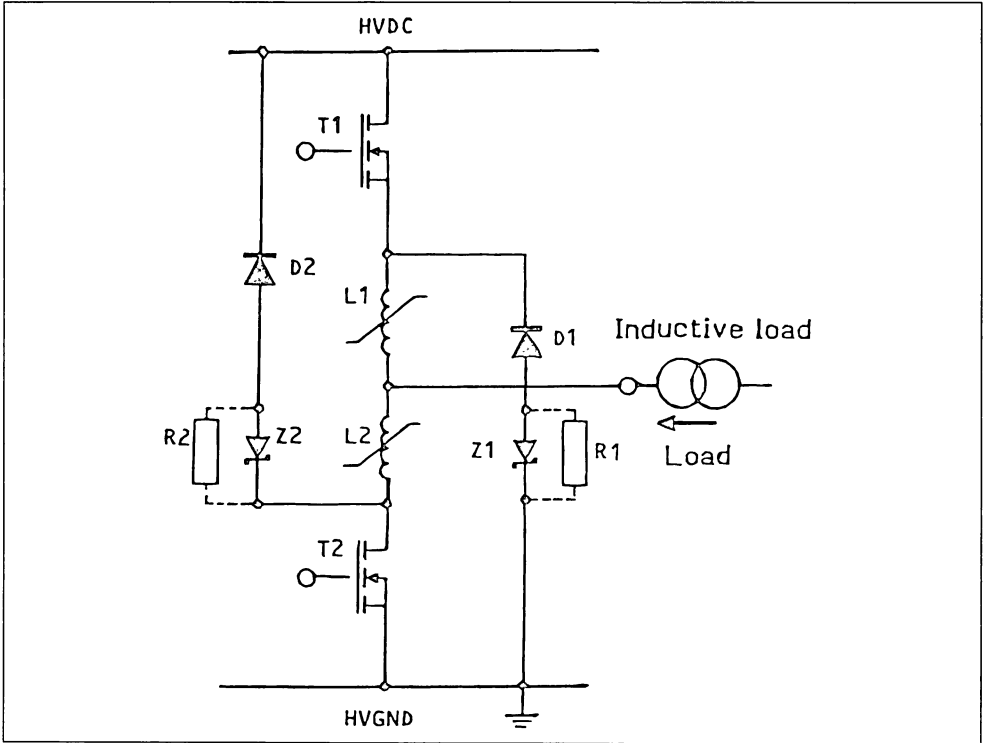 HVDC
T1
D2
L1
D1
Inductive load
R2
Z2
L2
Z1
R1
Load
T2
HVGND